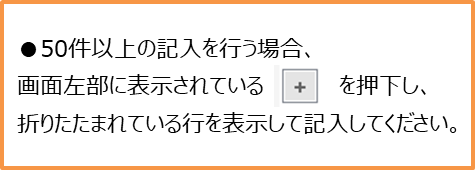 ●50件以上の記入を行う場合、
画面左部に表示されている + を押下し、
折りたたまれている行を表示して記入してください。